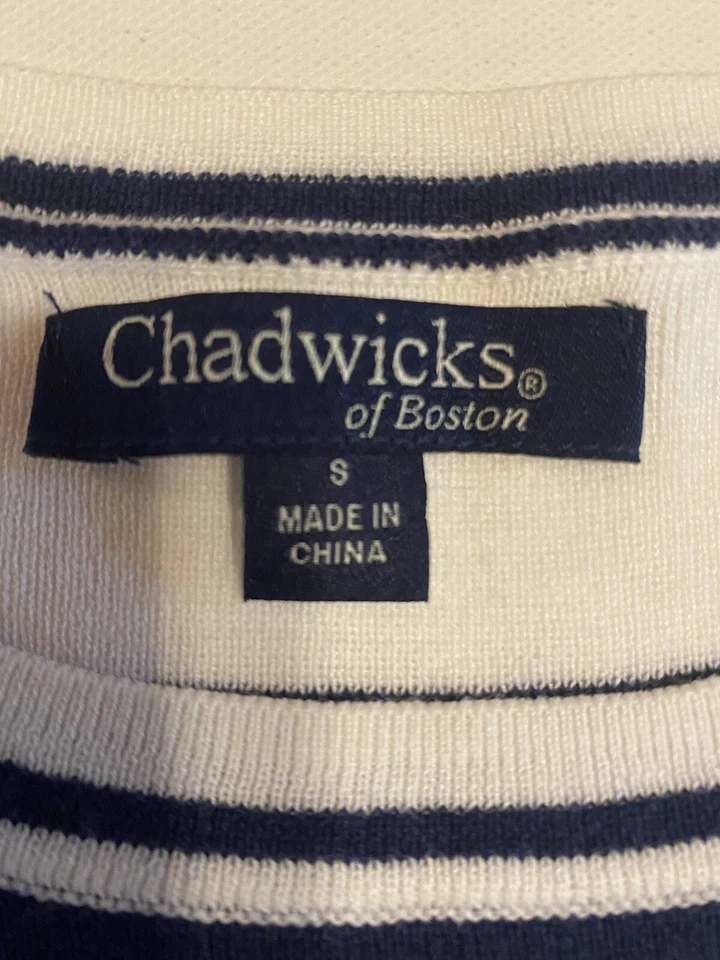 Chadwicks®
of Boston
S
MADE IN
CHINA